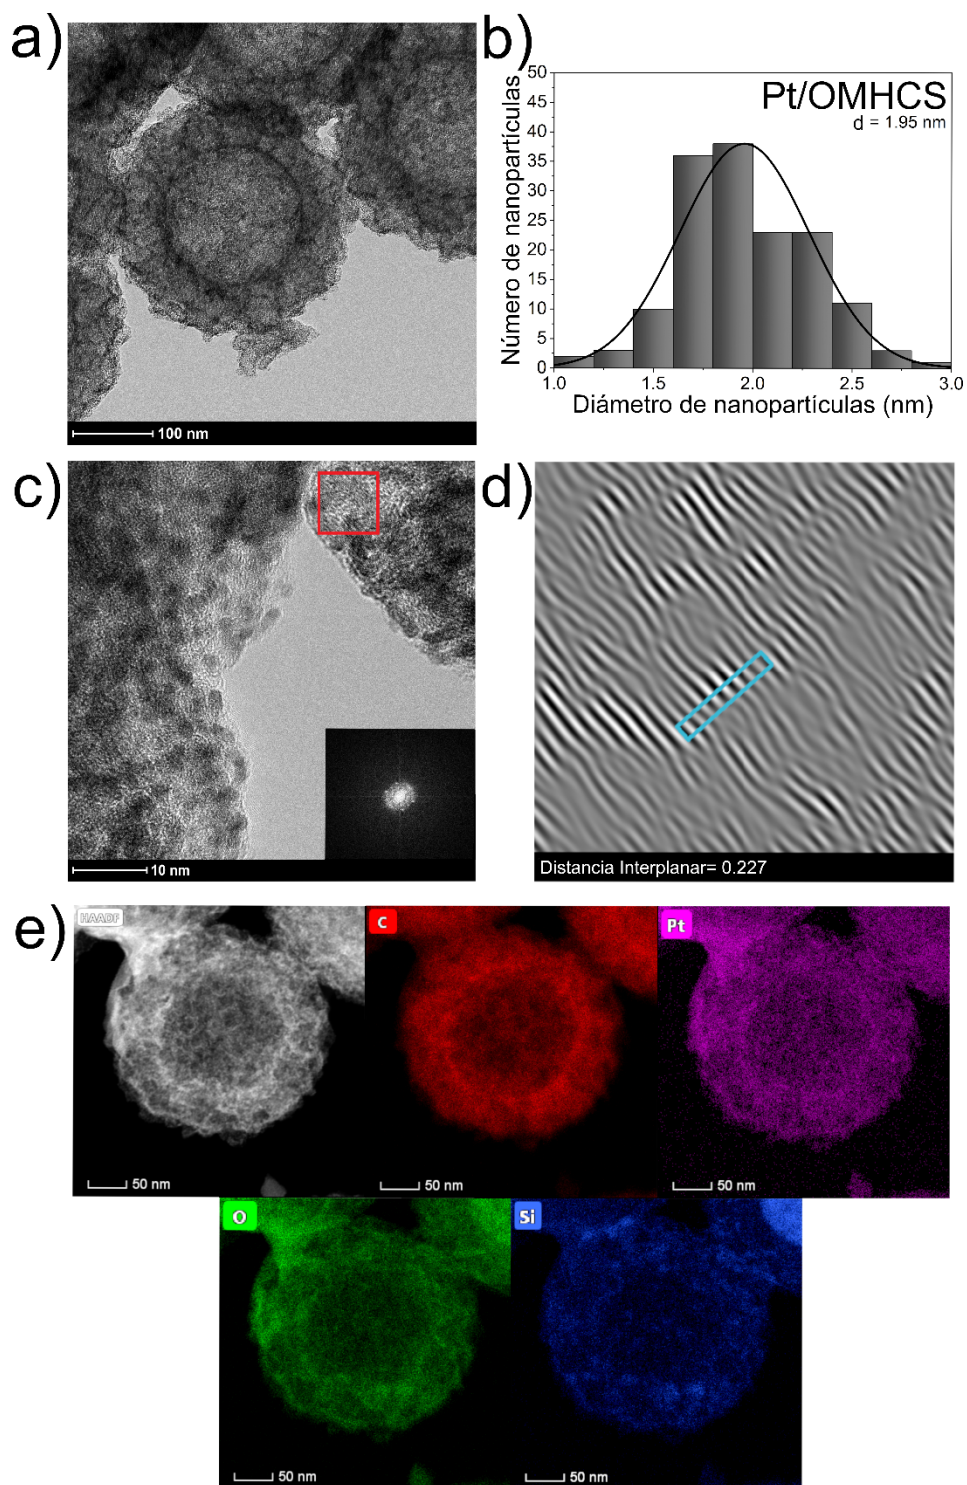 a)
100 nm
b)
Pt/OMHCS
d = 1.95 nm
Número de nanopartículas
50
45
40
35
30
25
20
15
10
5
0
1.0
1.5
2.0
2.5
3.0
Diámetro de nanopartículas (nm)
c)
10 nm
d)
Distancia Interplanar= 0.227
e)
HAADF
50 nm
C
50 nm
Pt
50 nm
O
50 nm
Si
50 nm